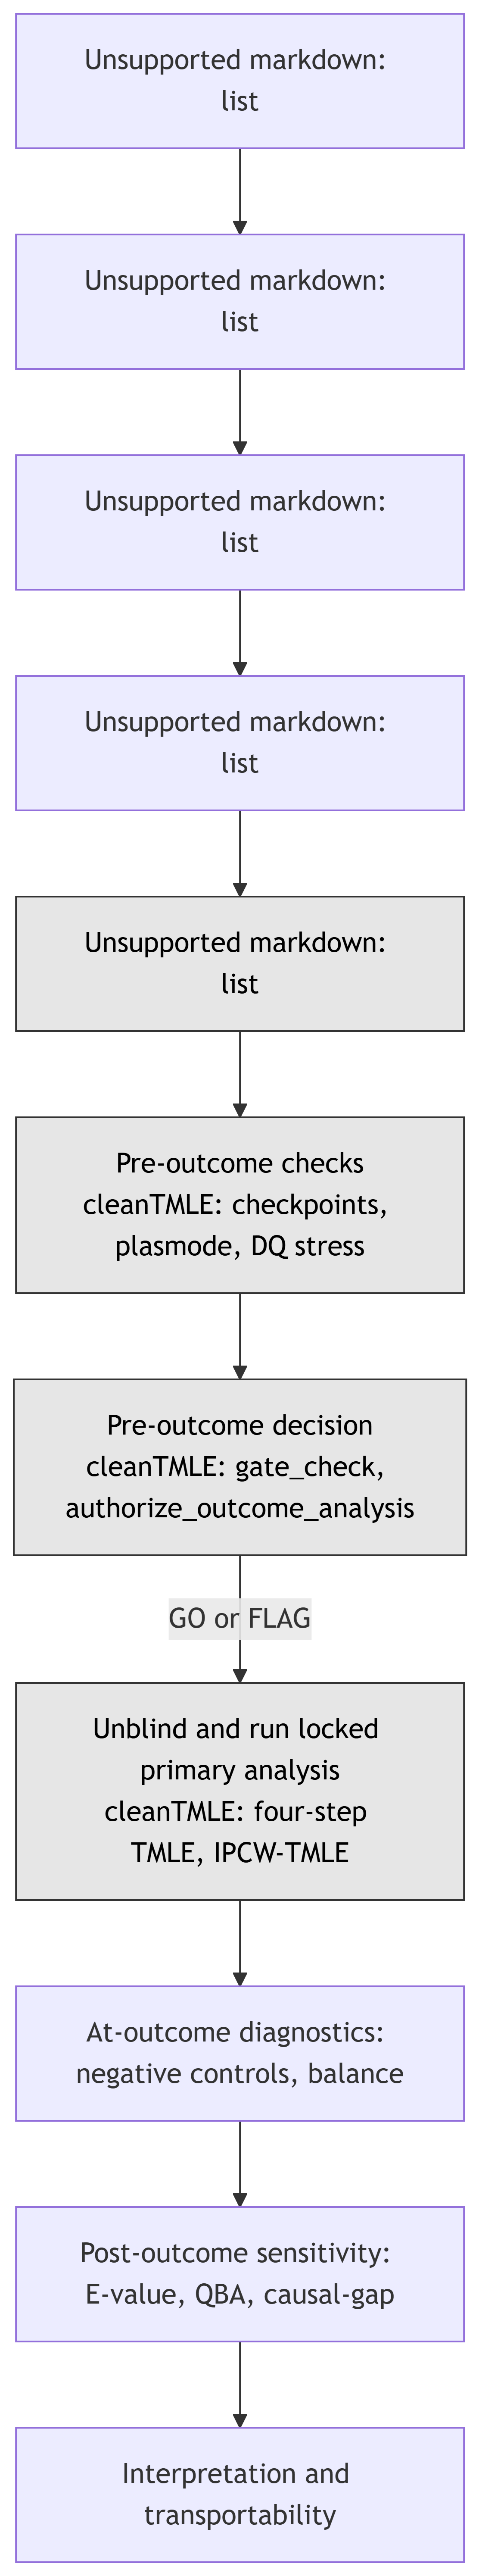 Unsupported markdown:
list
Unsupported markdown:
list
Unsupported markdown:
list
Unsupported markdown:
list
Unsupported markdown:
list
Pre-outcome checks
cleanTMLE: checkpoints,
plasmode, DQ stress
Pre-outcome decision
cleanTMLE: gate_check,
authorize_outcome_analysis
GO or FLAG
Unblind and run locked
primary analysis
cleanTMLE: four-step
TMLE, IPCW-TMLE
At-outcome diagnostics:
negative controls, balance
Post-outcome sensitivity:
E-value, QBA, causal-gap
Interpretation and
transportability